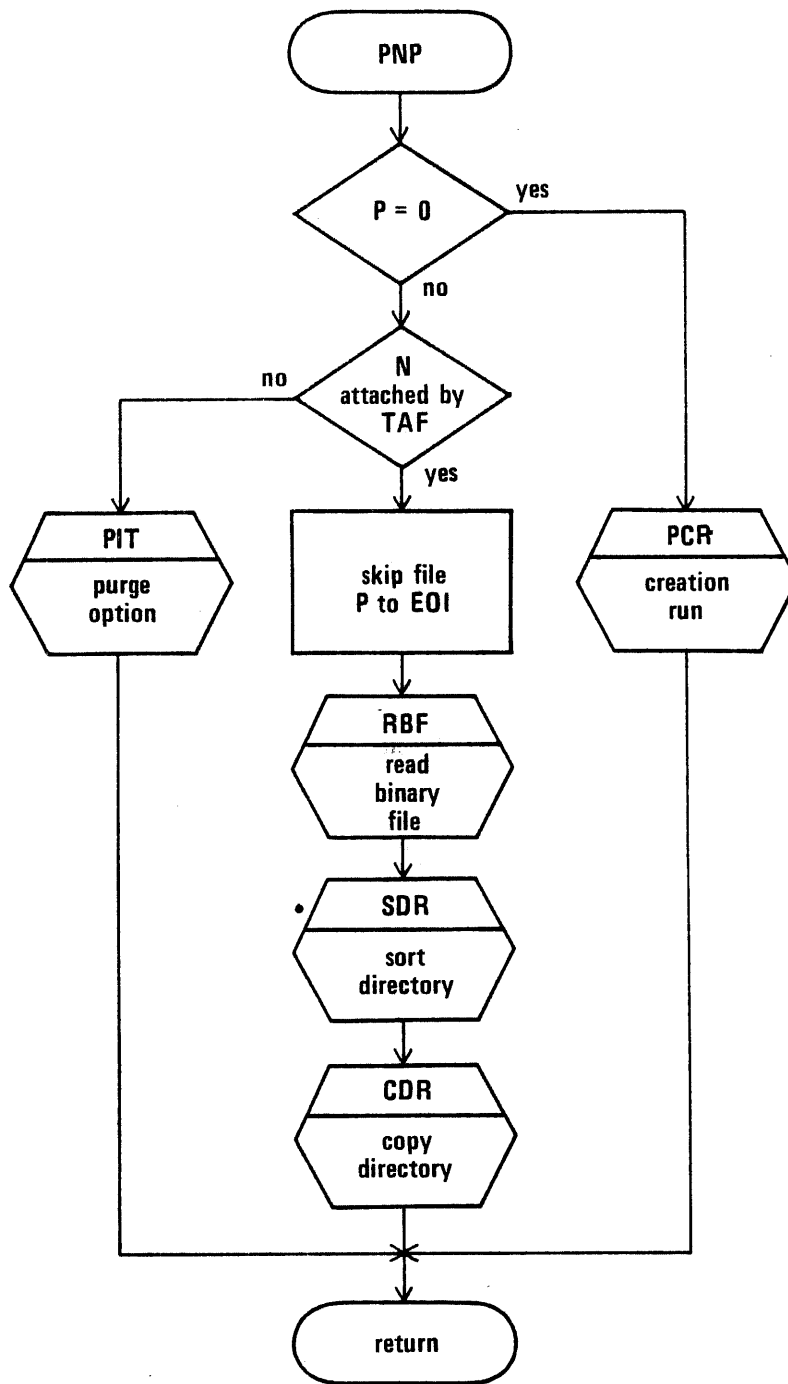 PNP
P = 0
yes
no
N
attached by
TAF
no
yes
PIT
purge
option
skip file
P to EOI
PCR
creation
run
RBF
read
binary
file
SDR
sort
directory
CDR
copy
directory
return